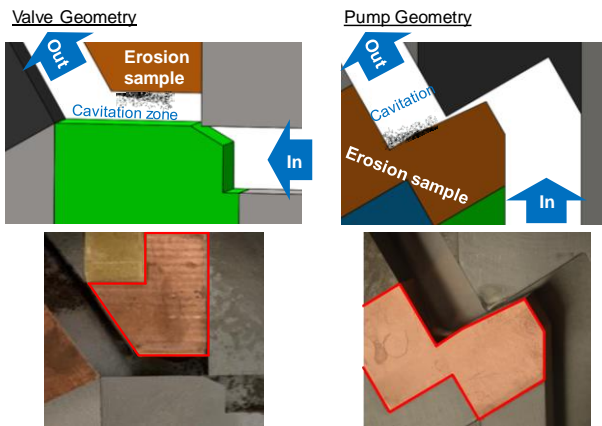 Valve Geometry
Out
Erosion
sample
Cavitation zone
In
Pump Geometry
Out
Cavitation
Erosion sample
In